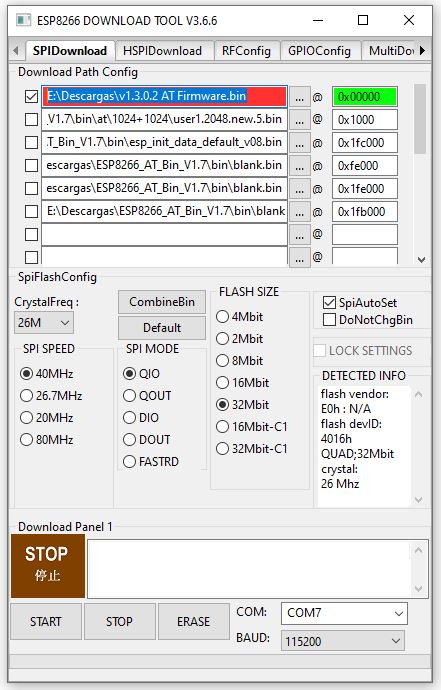 ESP8266 DOWNLOAD TOOL V3.6.6
SPIDownload HSPIDownload RFConfig GPIOConfig MultiDow
Download Path Config
E:\Descargas\v1.3.0.2 AT Firmware.bin ... @ 0x00000
.V1.7\bin\at\1024+1024\user1.2048.new.5.bin ... @ 0x1000
.T_Bin_V1.7\bin\esp_init_data_default_v08.bin ... @ 0x1fc000
escargas\ESP8266_AT_Bin_V1.7\bin\blank.bin ... @ 0xfe000
escargas\ESP8266_AT_Bin_V1.7\bin\blank.bin ... @ 0x1fe000
E:\Descargas\ESP8266_AT_Bin_V1.7\bin\blank ... @ 0x1fb000
... @
... @
SpiFlashConfig
CrystalFreq :
26M
CombineBin
Default
SPI SPEED
40MHz
26.7MHz
20MHz
80MHz
SPI MODE
QIO
QOUT
DIO
DOUT
FASTRD
FLASH SIZE
4Mbit
2Mbit
8Mbit
16Mbit
32Mbit
16Mbit-C1
32Mbit-C1
SpiAutoSet
DoNotChgBin
LOCK SETTINGS
DETECTED INFO
flash vendor:
E0h : N/A
flash devID:
4016h
QUAD;32Mbit
crystal:
26 Mhz
Download Panel 1
STOP
停止
START STOP ERASE
COM: COM7
BAUD: 115200